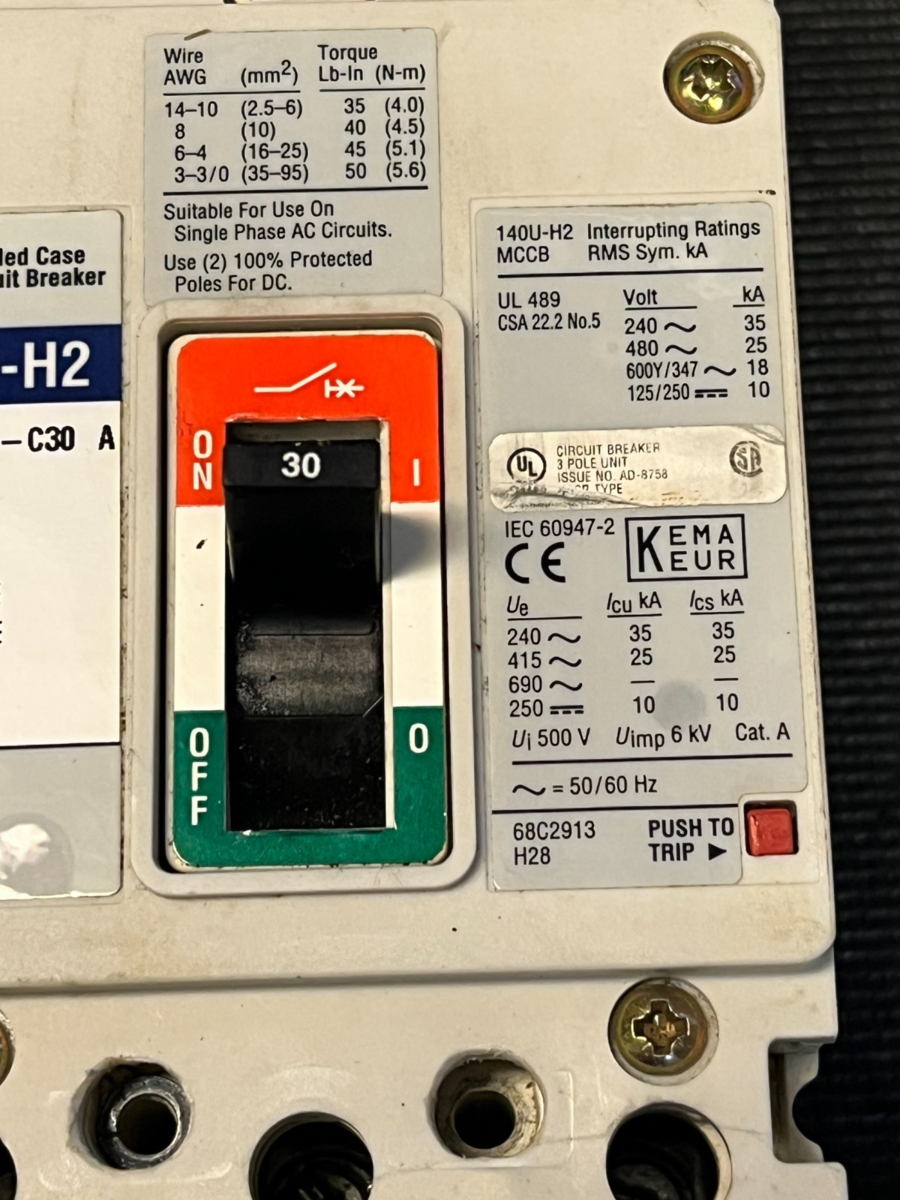 Wire Torque
AWG (mm2) Lb-In (N-m)
14–10 (2.5–6) 35 (4.0)
8 (10) 40 (4.5)
6–4 (16–25) 45 (5.1)
3–3/0 (35–95) 50 (5.6)
Suitable For Use On
Single Phase AC Circuits.
Use (2) 100% Protected
Poles For DC.
led Case
uit Breaker
-H2
–C30 A
ON
30
I
OFF
O
140U-H2 Interrupting Ratings
MCCB RMS Sym. kA
UL 489 Volt kA
CSA 22.2 No.5 240 ~ 35
480 ~ 25
600Y/347 ~ 18
125/250 ⎓ 10
UL
CIRCUIT BREAKER
3 POLE UNIT
ISSUE NO. AD-8758
TYPE
SA
IEC 60947-2
CE
KEMA
EUR
Ue Icu kA Ics kA
240 ~ 35 35
415 ~ 25 25
690 ~ — —
250 ⎓ 10 10
Ui 500 V Uimp 6 kV Cat. A
~ = 50/60 Hz
68C2913 PUSH TO
H28 TRIP ►